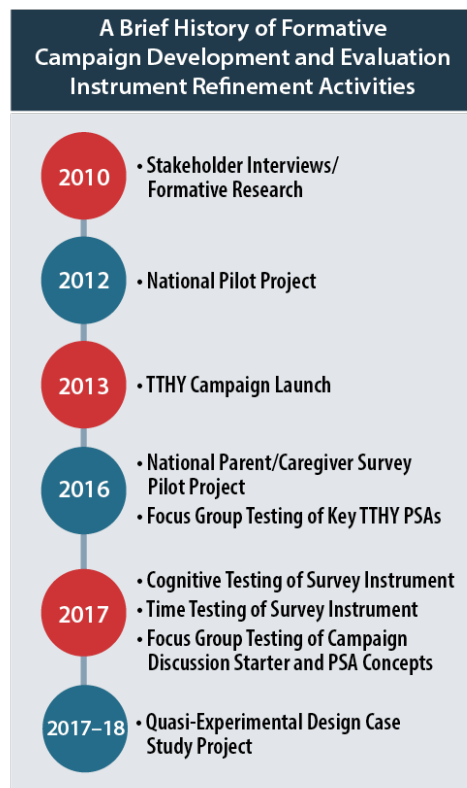 A Brief History of Formative
Campaign Development and Evaluation
Instrument Refinement Activities
2010
• Stakeholder Interviews/
Formative Research
2012
• National Pilot Project
2013
• TTHY Campaign Launch
2016
• National Parent/Caregiver Survey
Pilot Project
• Focus Group Testing of Key TTHY PSAs
2017
• Cognitive Testing of Survey Instrument
• Time Testing of Survey Instrument
• Focus Group Testing of Campaign
Discussion Starter and PSA Concepts
2017–18
• Quasi-Experimental Design Case
Study Project